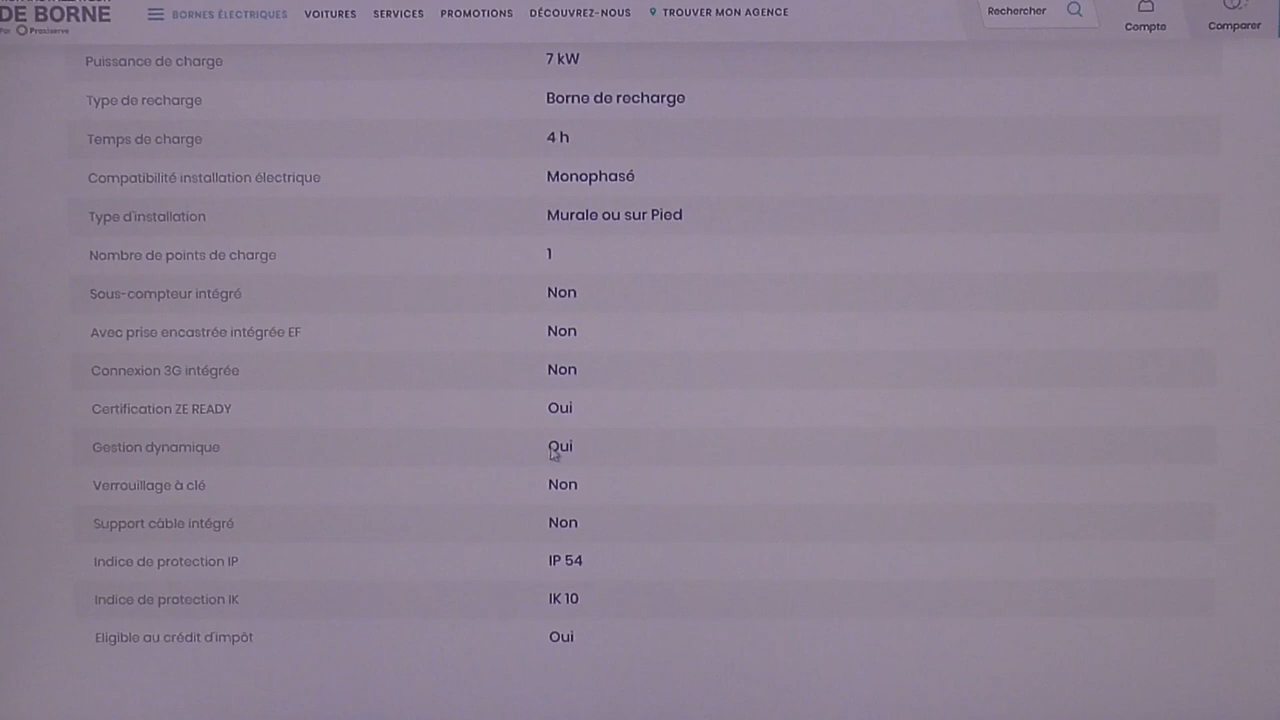 DE BORNE
Par Proxiserve
BORNES ÉLECTRIQUES VOITURES SERVICES PROMOTIONS DÉCOUVREZ-NOUS TROUVER MON AGENCE
Rechercher
Compte
Comparer
Puissance de charge 7 kW
Type de recharge Borne de recharge
Temps de charge 4 h
Compatibilité installation électrique Monophasé
Type d'installation Murale ou sur Pied
Nombre de points de charge 1
Sous-compteur intégré Non
Avec prise encastrée intégrée EF Non
Connexion 3G intégrée Non
Certification ZE READY Oui
Gestion dynamique Oui
Verrouillage à clé Non
Support câble intégré Non
Indice de protection IP IP 54
Indice de protection IK IK 10
Eligible au crédit d'impôt Oui